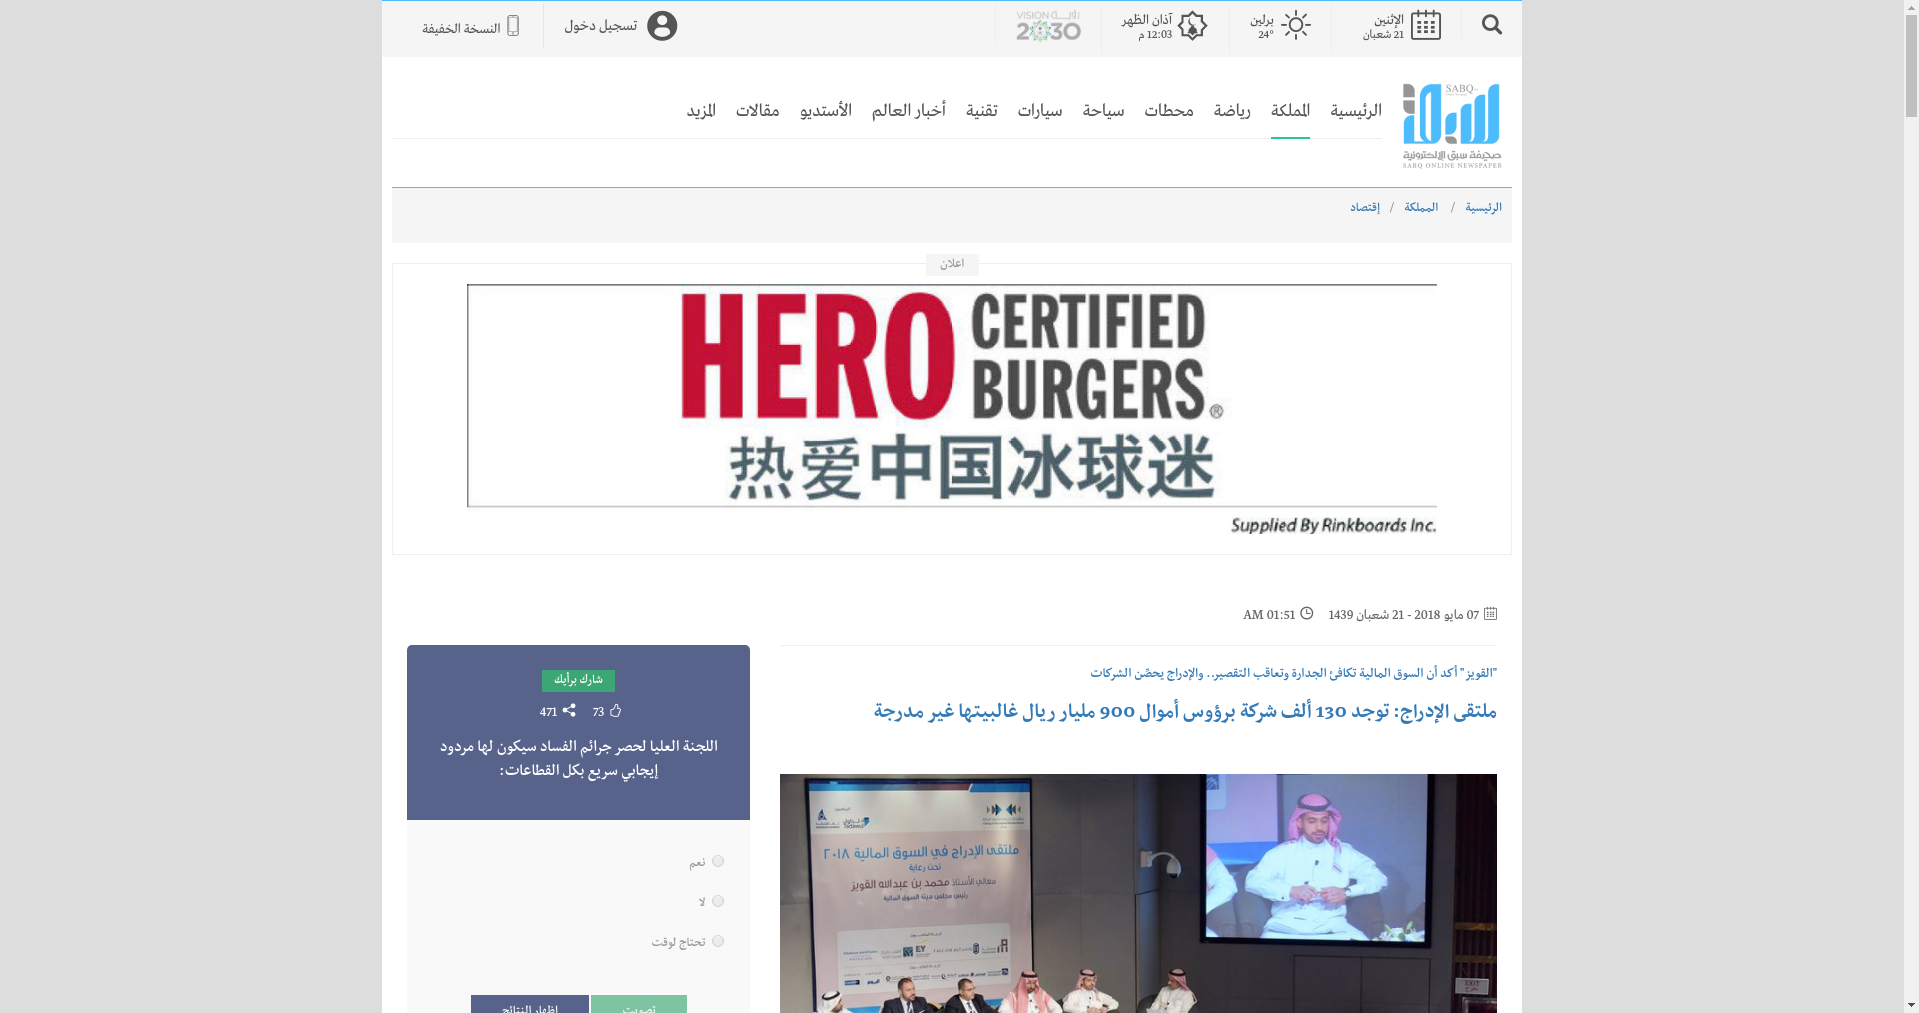 الإثنين
21 شعبان
برلين
24°
آذان الظهر
12:03 م
VISION رؤية
2030
تسجيل دخول
النسخة الخفيفة
SABQ
سبق
صحيفة سبق الإلكترونية
SABQ ONLINE NEWSPAPER
الرئيسية المملكة رياضة محطات سياحة سيارات تقنية أخبار العالم الأستديو مقالات المزيد
الرئيسية / المملكة / إقتصاد
اعلان
HERO CERTIFIED BURGERS®
热爱中国冰球迷
Supplied By Rinkboards Inc.
07 مايو 2018 - 21 شعبان 1439 01:51 AM
"القويز" أكد أن السوق المالية تكافئ الجدارة وتعاقب التقصير.. والإدراج يحصّن الشركات
ملتقى الإدراج: توجد 130 ألف شركة برؤوس أموال 900 مليار ريال غالبيتها غير مدرجة
ملتقى الإدراج في السوق المالية ٢٠١٨
تحت رعاية
معالي الأستاذ محمد بن عبدالله القويز
رئيس مجلس هيئة السوق المالية
EY
EXIT
شارك برأيك
73 471
اللجنة العليا لحصر جرائم الفساد سيكون لها مردود
إيجابي سريع بكل القطاعات:
نعم
لا
تحتاج لوقت
تصويت
اظهار النتائج